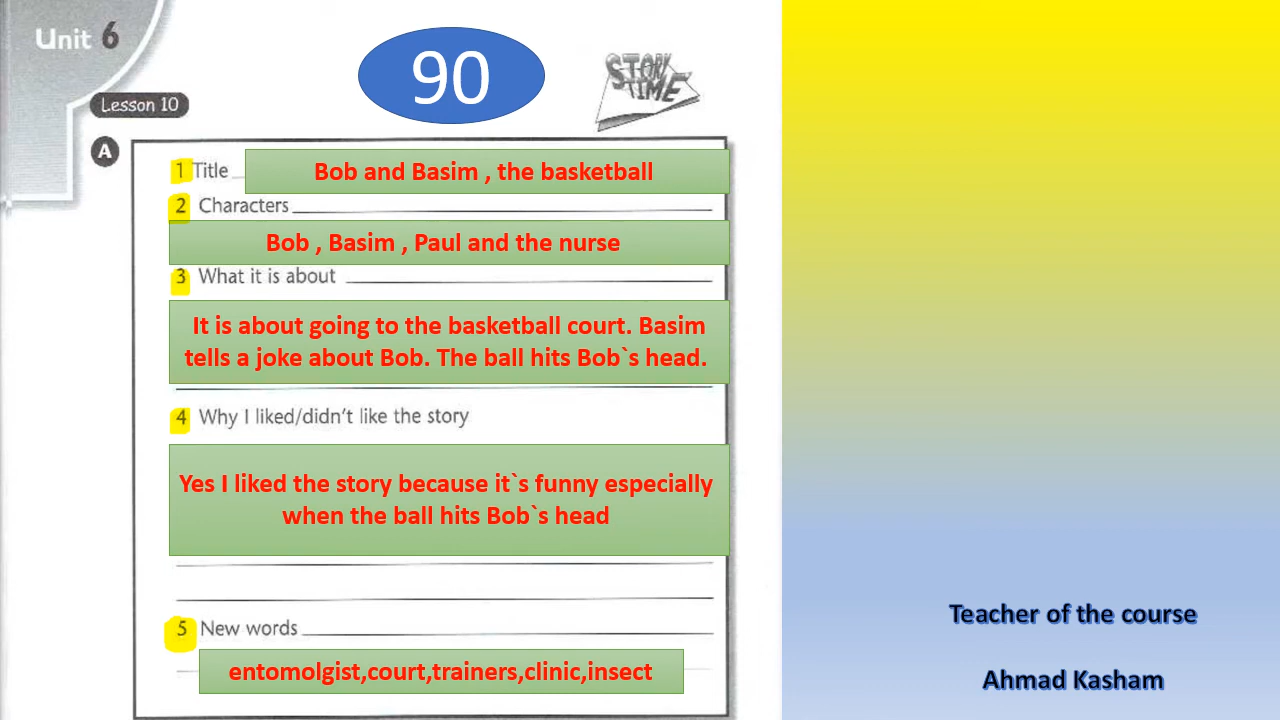 Unit 6
90
STORY TIME
Lesson 10
A
1 Title
Bob and Basim , the basketball
2 Characters
Bob , Basim , Paul and the nurse
3 What it is about
It is about going to the basketball court. Basim
tells a joke about Bob. The ball hits Bob`s head.
4 Why I liked/didn't like the story
Yes I liked the story because it`s funny especially
when the ball hits Bob`s head
5 New words
entomolgist,court,trainers,clinic,insect
Teacher of the course
Ahmad Kasham